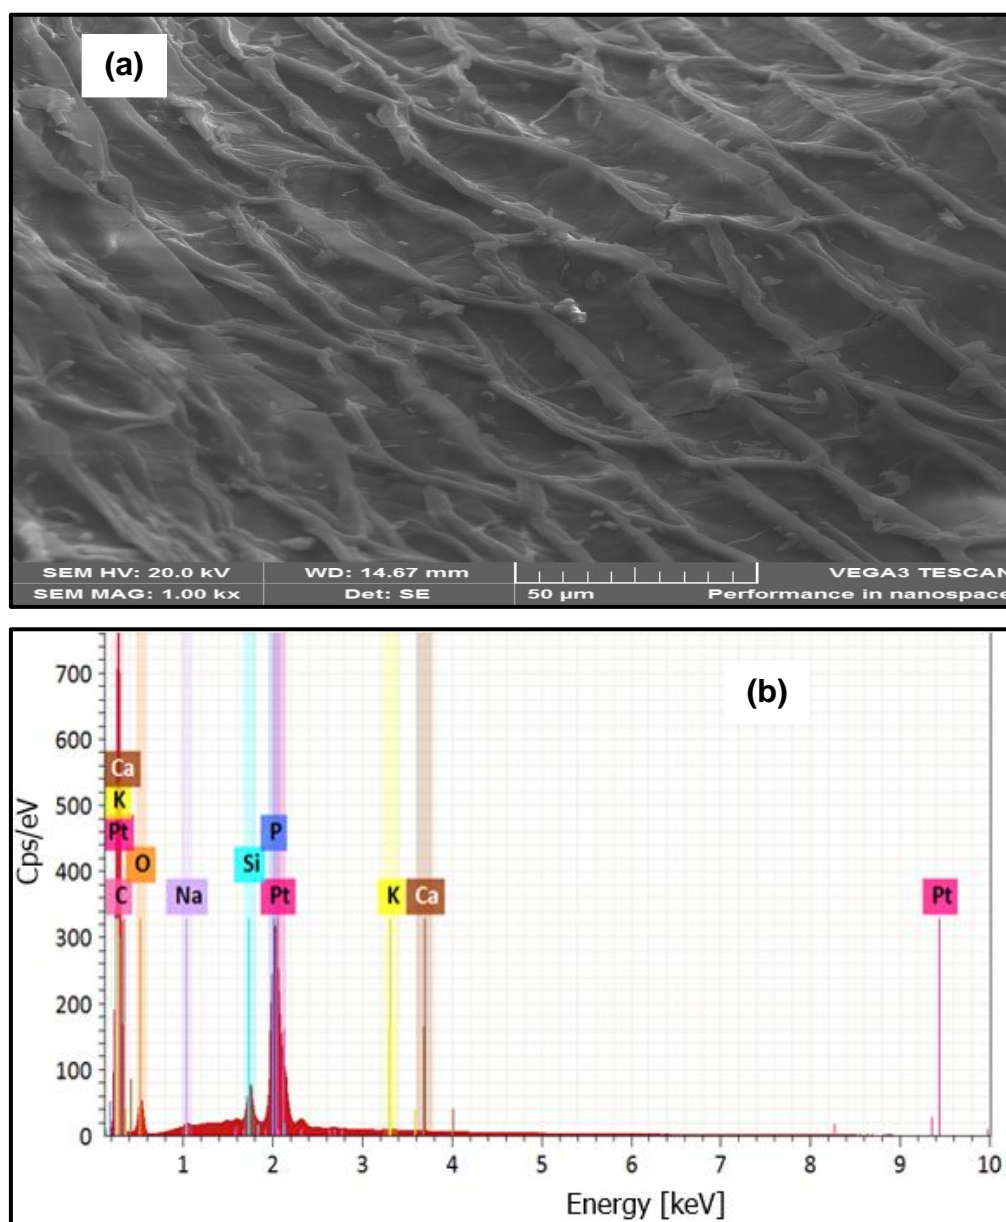 (a)
SEM HV: 20.0 kV WD: 14.67 mm VEGA3 TESCAN
SEM MAG: 1.00 kx Det: SE 50 µm Performance in nanospace
(b)
Cps/eV
700
600
500
400
300
200
100
0
Ca
K
Pt
C
O
Na
Si
P
Pt
K
Ca
Pt
1 2 3 4 5 6 7 8 9 10
Energy [keV]